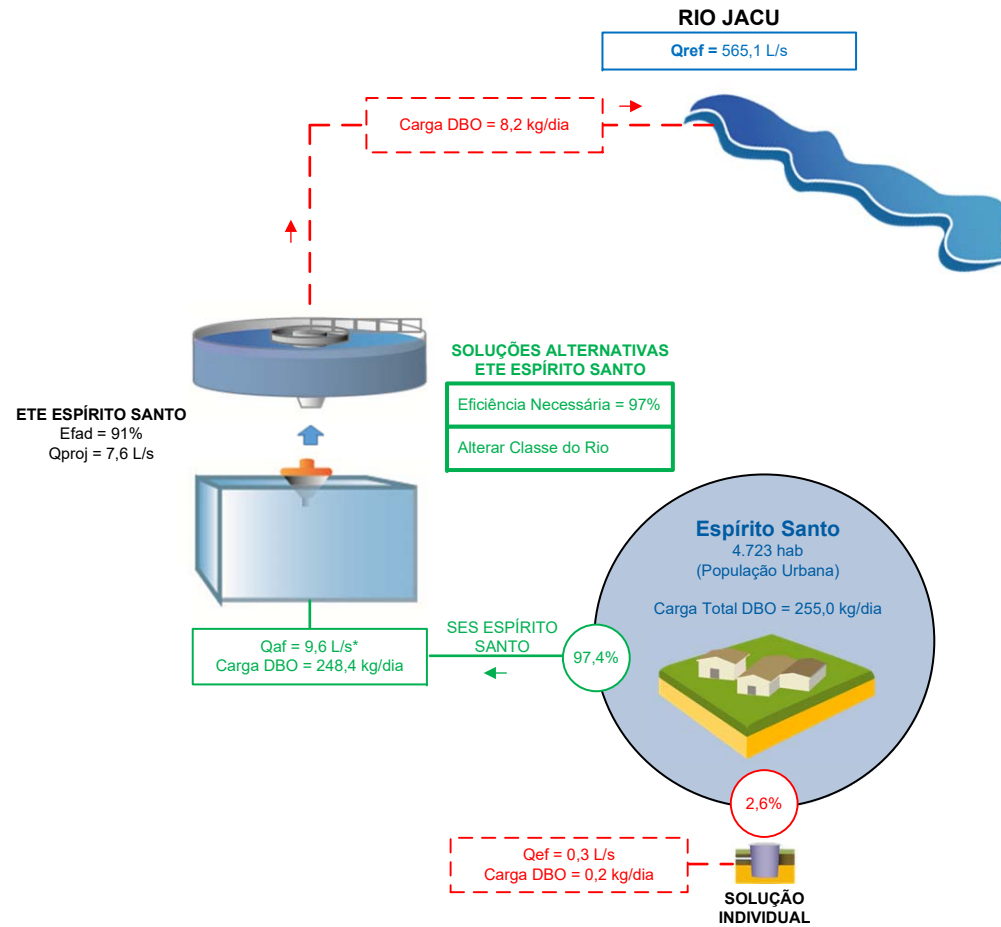 RIO JACU
Qref = 565,1 L/s
Carga DBO = 8,2 kg/dia
SOLUÇÕES ALTERNATIVAS
ETE ESPÍRITO SANTO
Eficiência Necessária = 97%
Alterar Classe do Rio
ETE ESPÍRITO SANTO
Efad = 91%
Qproj = 7,6 L/s
Espírito Santo
4.723 hab
(População Urbana)
Carga Total DBO = 255,0 kg/dia
SES ESPÍRITO
SANTO
97,4%
Qaf = 9,6 L/s*
Carga DBO = 248,4 kg/dia
2,6%
Qef = 0,3 L/s
Carga DBO = 0,2 kg/dia
SOLUÇÃO
INDIVIDUAL